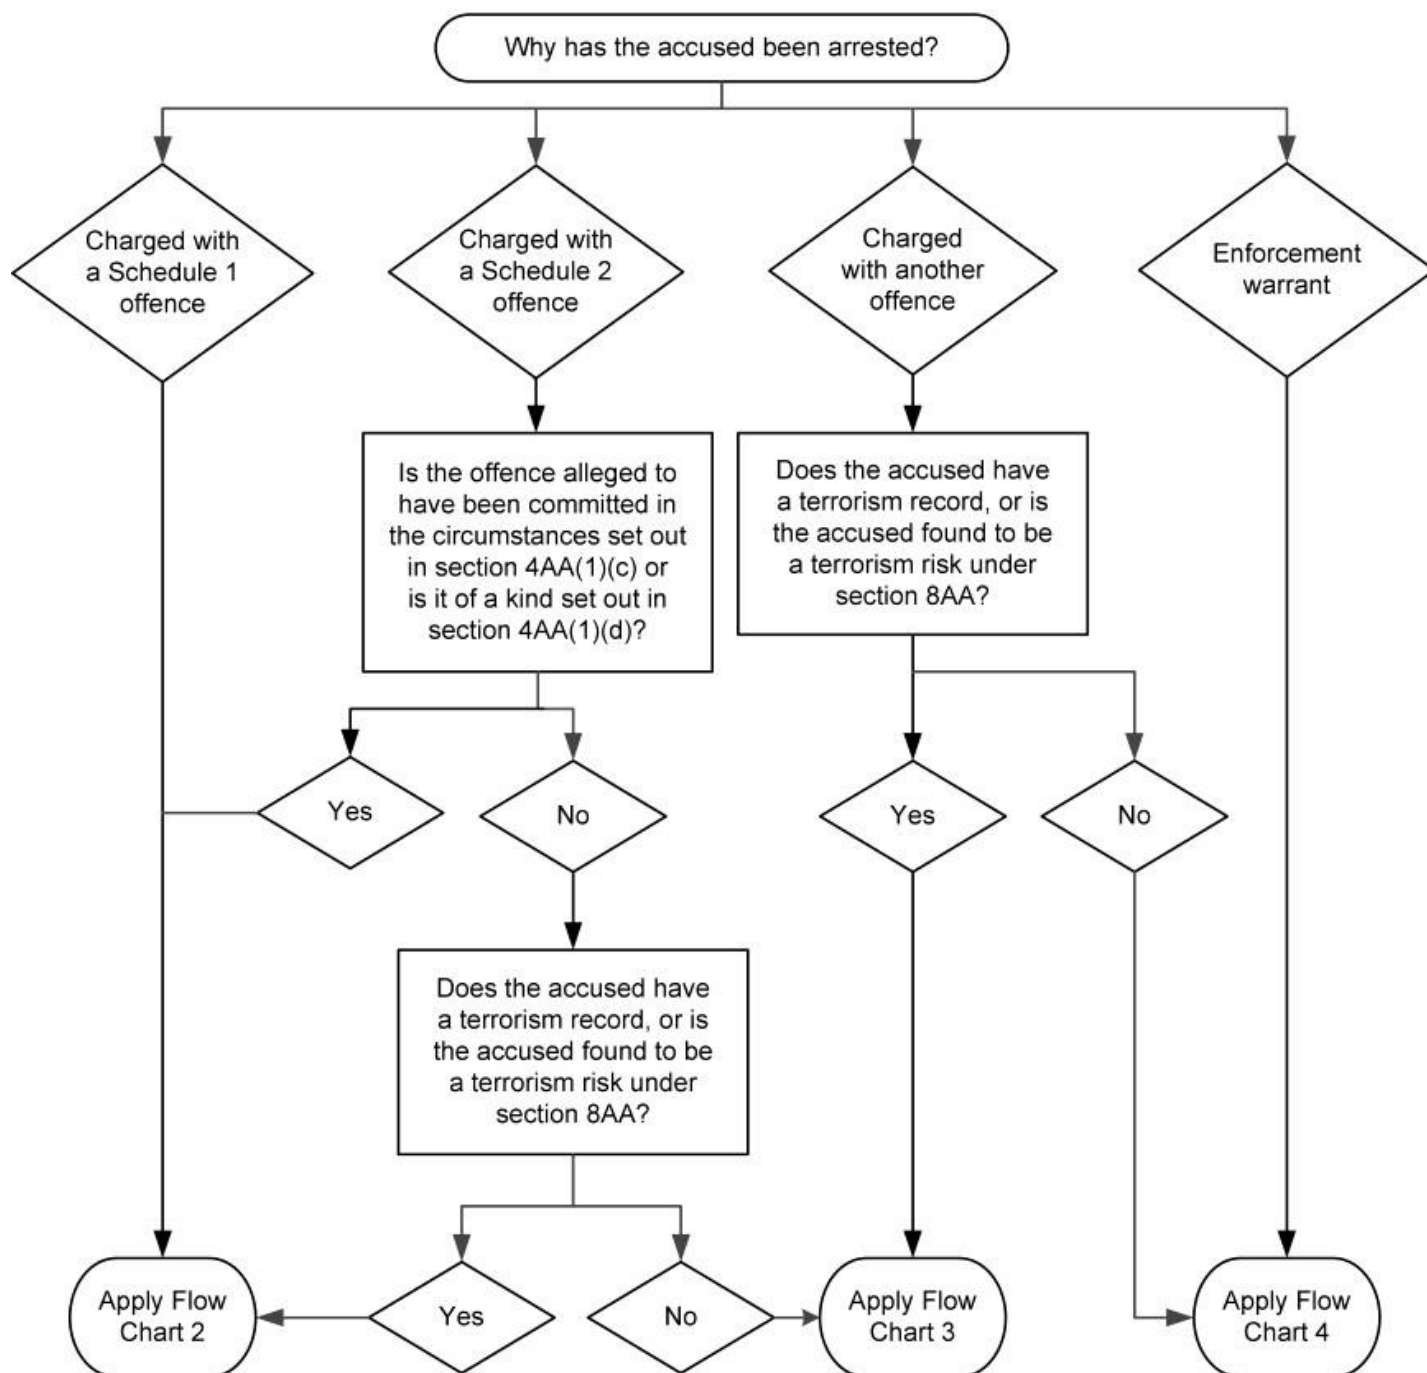 Why has the accused been arrested?
Charged with
a Schedule 1
offence
Charged with
a Schedule 2
offence
Charged
with another
offence
Enforcement
warrant
Is the offence alleged to
have been committed in
the circumstances set out
in section 4AA(1)(c) or
is it of a kind set out in
section 4AA(1)(d)?
Does the accused have
a terrorism record, or is
the accused found to be
a terrorism risk under
section 8AA?
Yes
No
Yes
No
Does the accused have
a terrorism record, or is
the accused found to be
a terrorism risk under
section 8AA?
Apply Flow
Chart 2
Yes
No
Apply Flow
Chart 3
Apply Flow
Chart 4